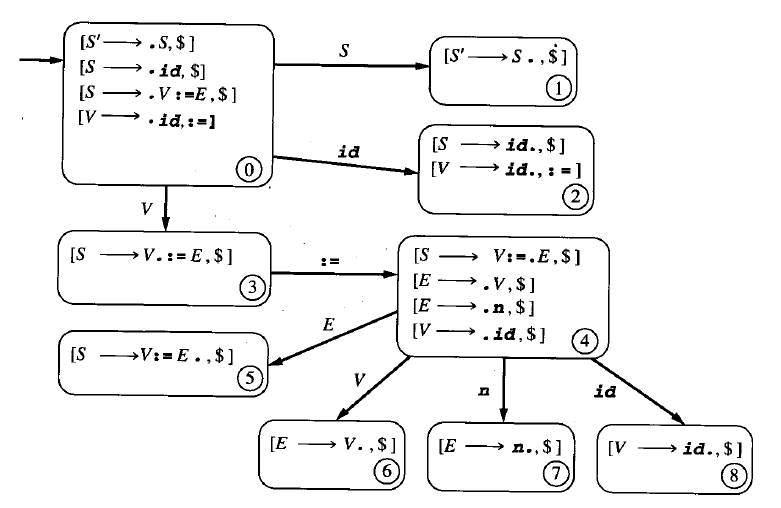 [S' ⟶ .S,$]
[S ⟶ .id,$]
[S ⟶ .V:=E,$]
[V ⟶ .id,:=]
0
S
[S' ⟶ S.,$]
1
id
[S ⟶ id.,$]
[V ⟶ id.,:=]
2
V
[S ⟶ V.:=E,$]
3
:=
[S ⟶ V:=.E,$]
[E ⟶ .V,$]
[E ⟶ .n,$]
[V ⟶ .id,$]
4
E
[S ⟶ V:=E.,$]
5
V
n
id
[E ⟶ V.,$]
6
[E ⟶ n.,$]
7
[V ⟶ id.,$]
8